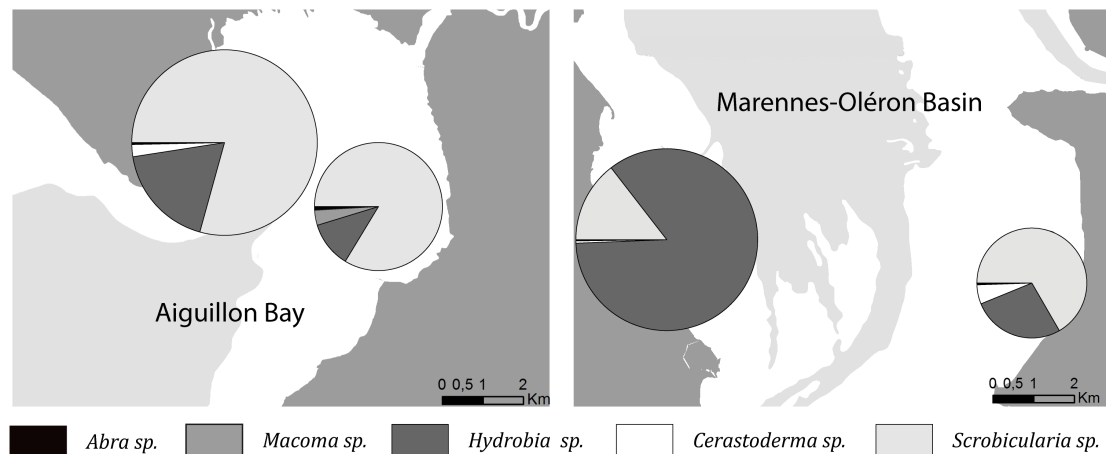 Marennes-Oléron Basin
Aiguillon Bay
0 0,5 1 2
Km
0 0,5 1 2
Km
Abra sp. Macoma sp. Hydrobia sp. Cerastoderma sp. Scrobicularia sp.